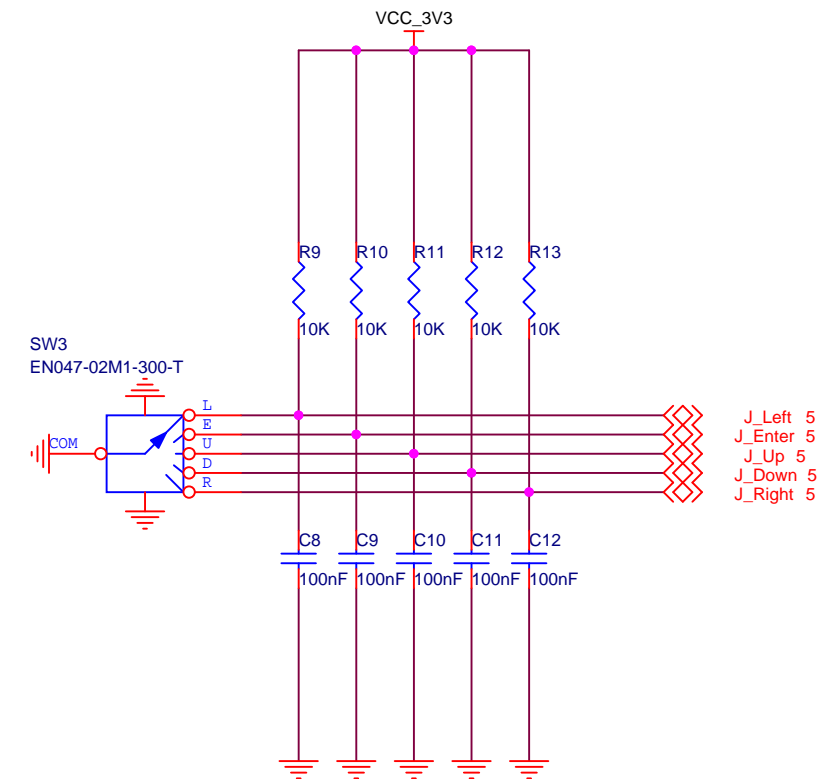 VCC_3V3
R9 R10 R11 R12 R13
10K 10K 10K 10K 10K
SW3
EN047-02M1-300-T
L
E
COM U
D
R
J_Left 5
J_Enter 5
J_Up 5
J_Down 5
J_Right 5
C8 C9 C10 C11 C12
100nF 100nF 100nF 100nF 100nF